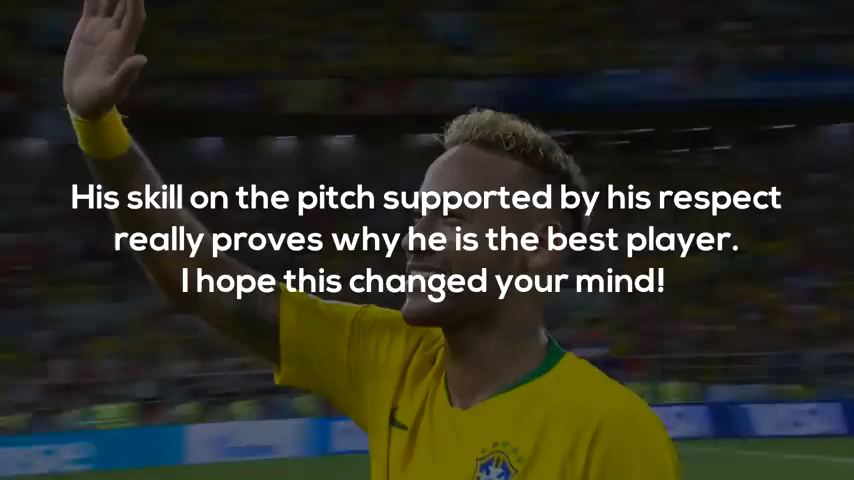 His skill on the pitch supported by his respect
really proves why he is the best player.
I hope this changed your mind!